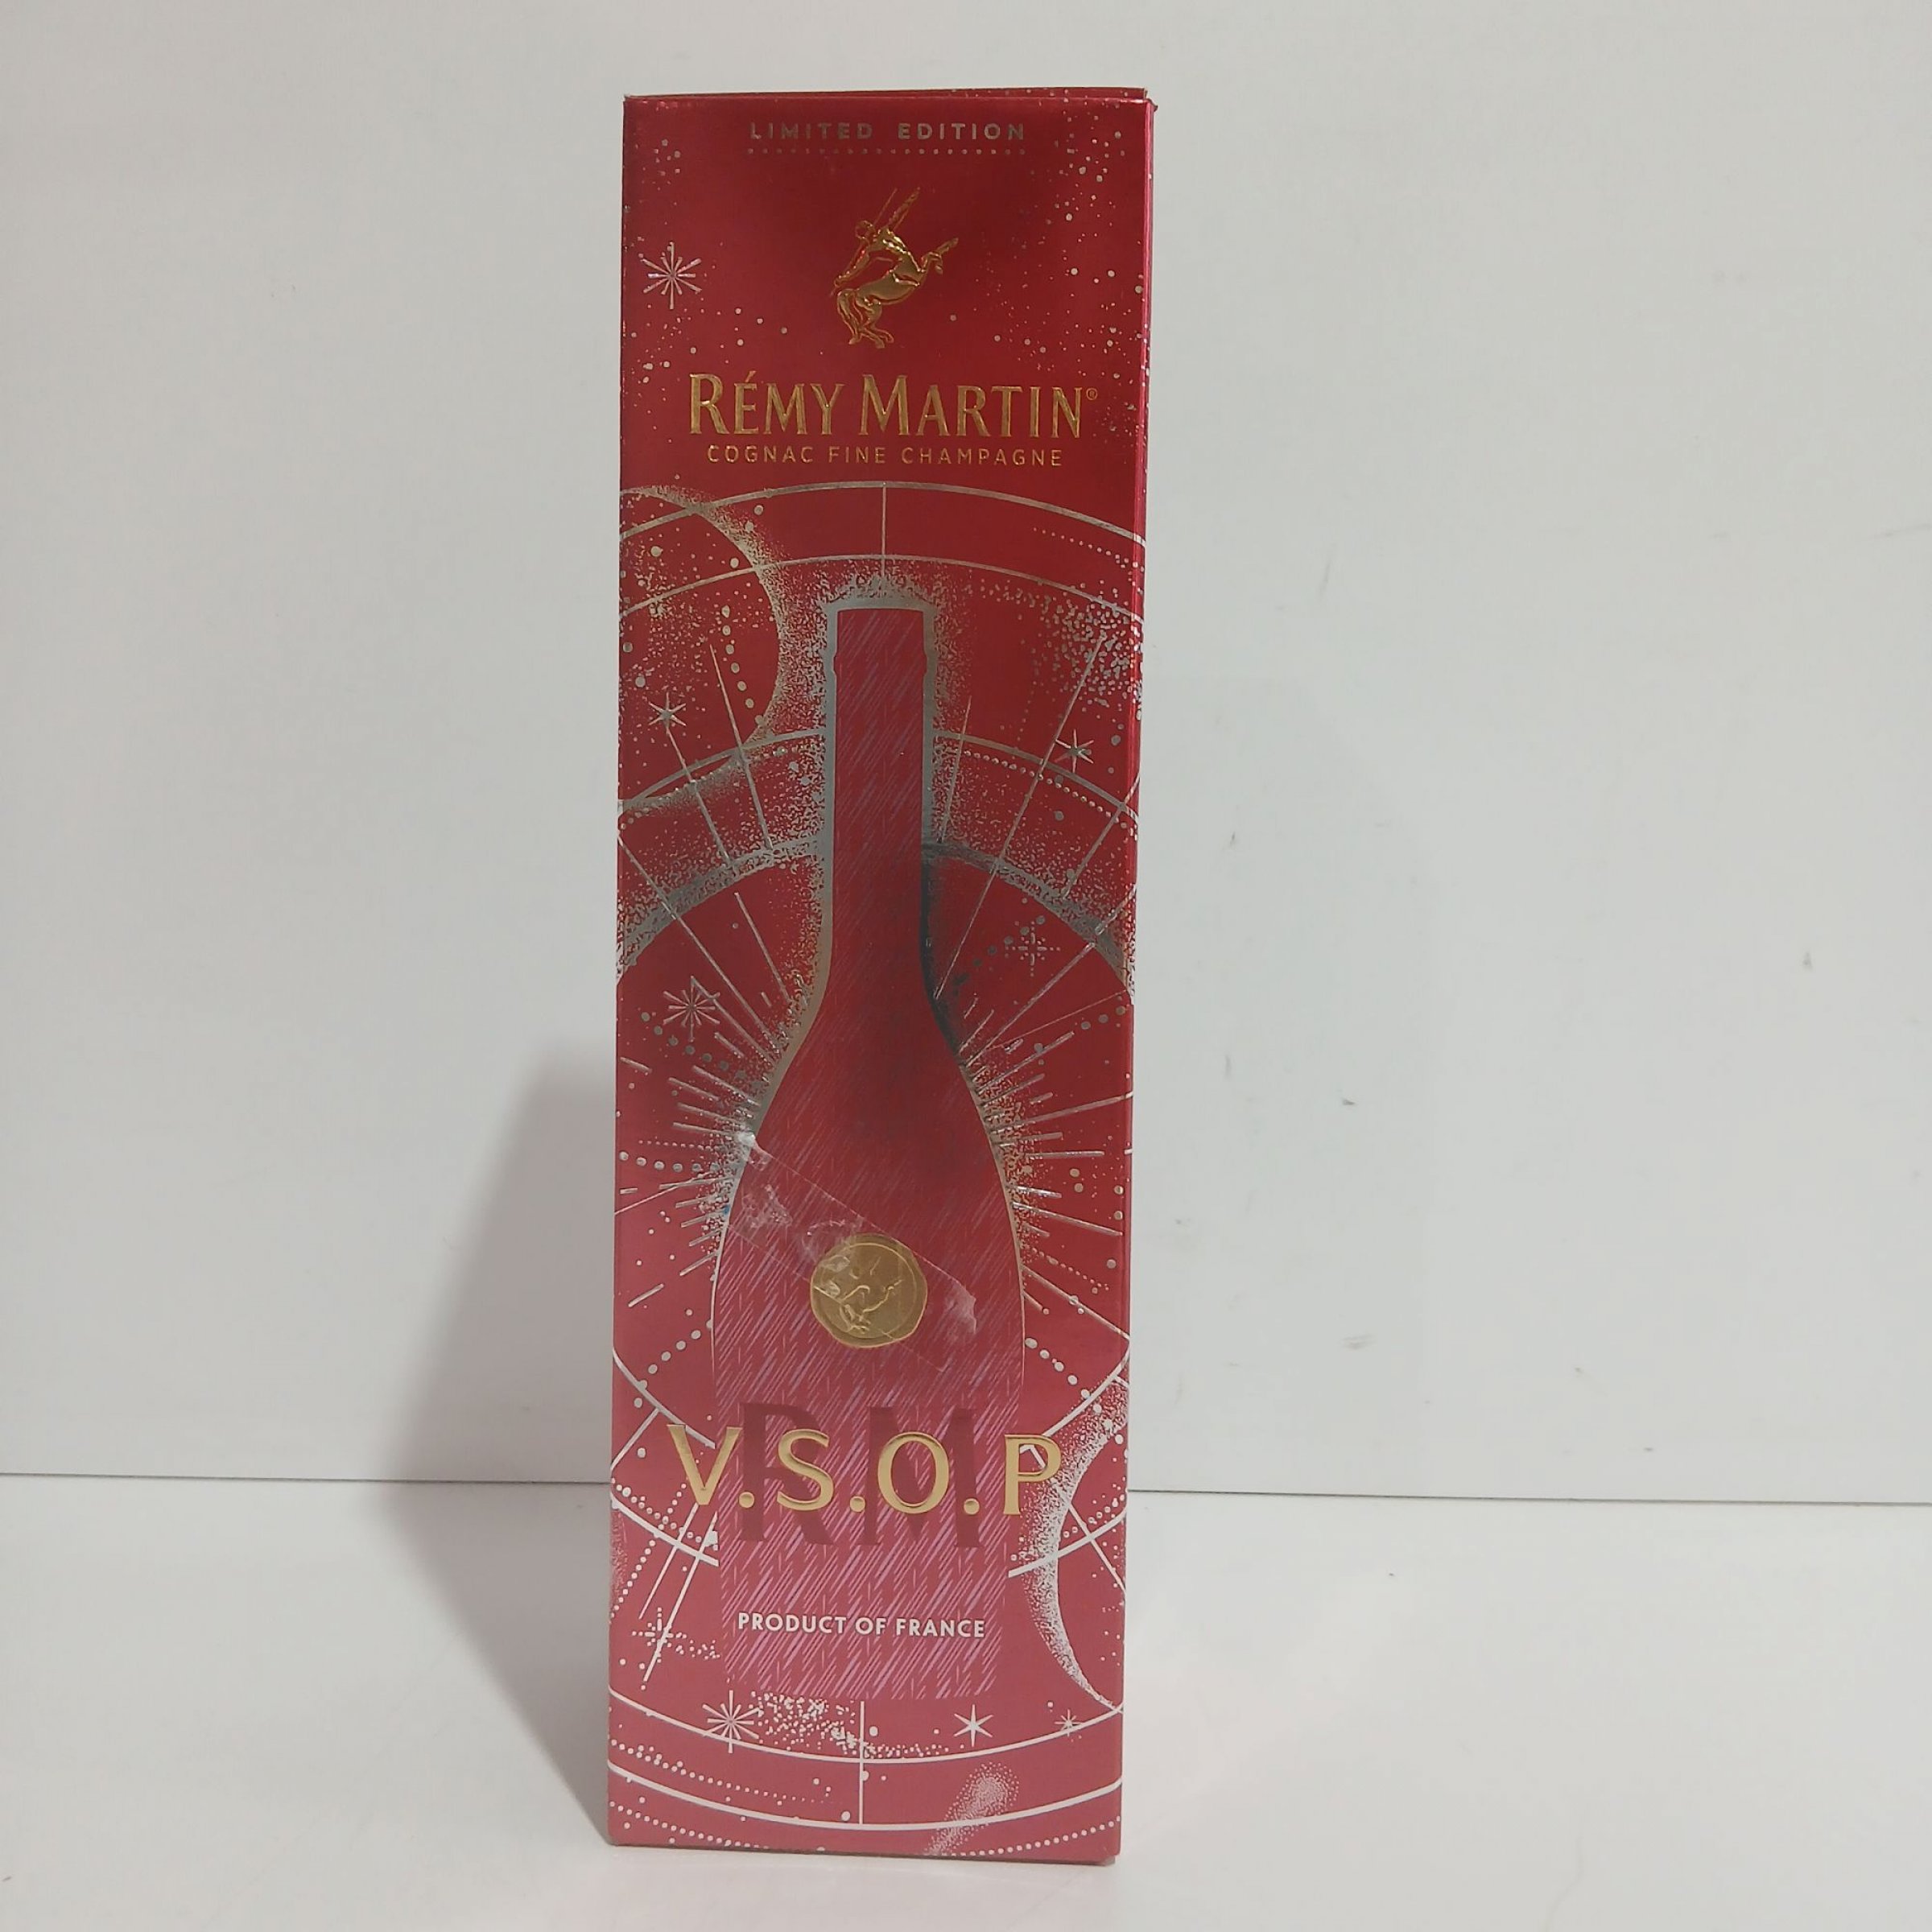 LIMITED EDITION
RÉMY MARTIN®
COGNAC FINE CHAMPAGNE
RM
V.S.O.P
PRODUCT OF FRANCE